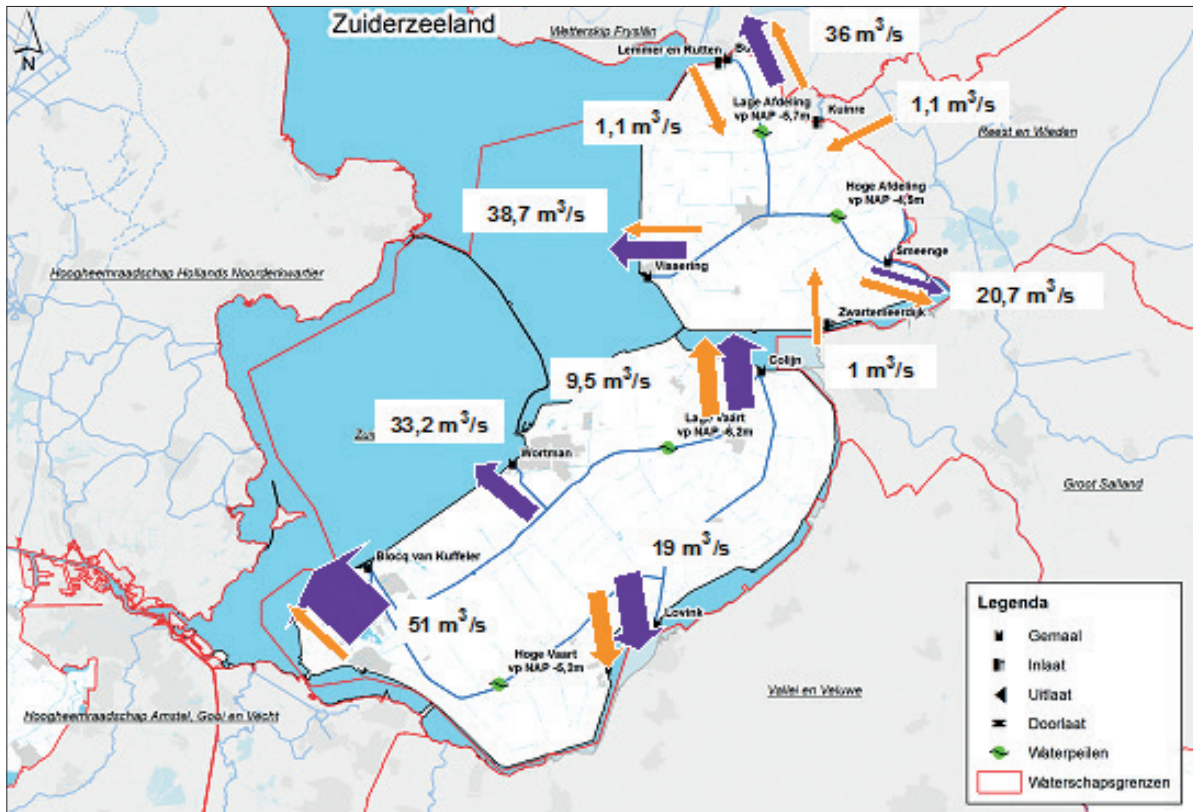 Zuiderzeeland
N
Wetterskip Fryslân
36 m³/s
Lemmer en Rutten
Lage Afdeling
vp NAP -5,7m
Kuinre
1,1 m³/s
1,1 m³/s
Reest en Wieden
Hoge Afdeling
vp NAP -4,5m
38,7 m³/s
Smeenge
Hoogheemraadschap Hollands Noorderkwartier
Vissering
20,7 m³/s
Zwartemeerdijk
Colijn
9,5 m³/s
1 m³/s
33,2 m³/s
Lage Vaart
vp NAP -6,2m
Wortman
Groot Salland
19 m³/s
Blocq van Kuffeler
Lovink
51 m³/s
Hoge Vaart
vp NAP -5,2m
Vallei en Veluwe
Hoogheemraadschap Amstel, Gooi en Vecht
Legenda
Gemaal
Inlaat
Uitlaat
Doorlaat
Waterpeilen
Waterschapsgrenzen